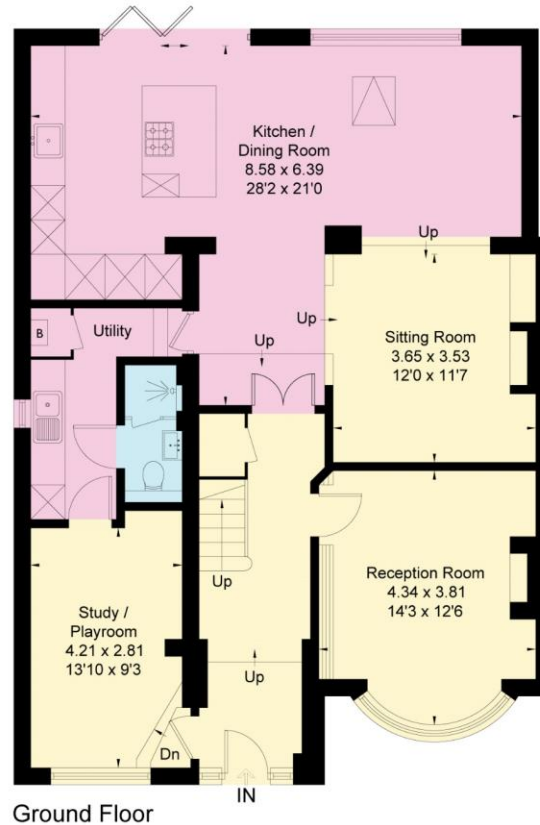 Kitchen /
Dining Room
8.58 x 6.39
28'2 x 21'0
Up
Utility
B
Up
Up
Sitting Room
3.65 x 3.53
12'0 x 11'7
Up
Reception Room
4.34 x 3.81
14'3 x 12'6
Study /
Playroom
4.21 x 2.81
13'10 x 9'3
Up
Dn
IN
Ground Floor